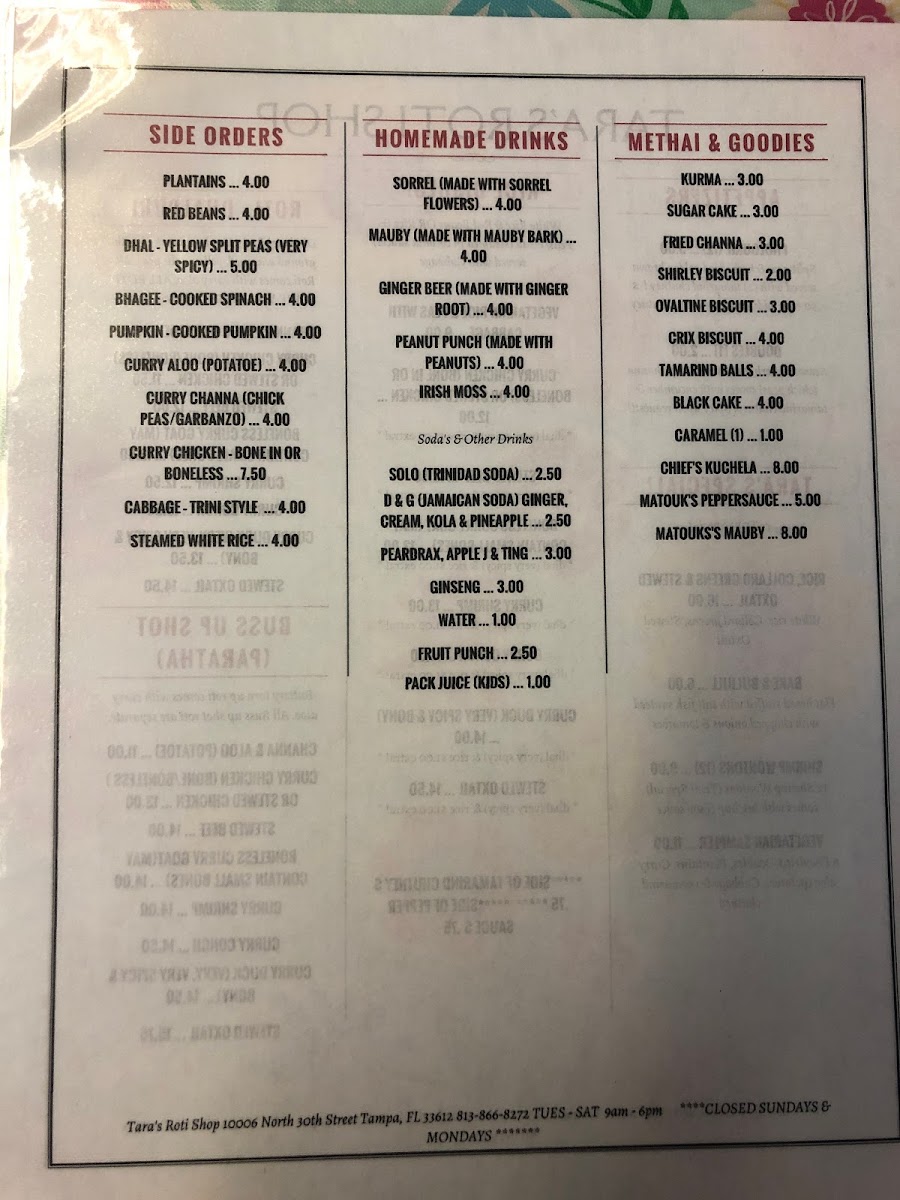 SIDE ORDERS
PLANTAINS ... 4.00
RED BEANS ... 4.00
DHAL - YELLOW SPLIT PEAS (VERY
SPICY) ... 5.00
BHAGEE - COOKED SPINACH ... 4.00
PUMPKIN - COOKED PUMPKIN ... 4.00
CURRY ALOO (POTATOE) ... 4.00
CURRY CHANNA (CHICK
PEAS/GARBANZO) ... 4.00
CURRY CHICKEN - BONE IN OR
BONELESS ... 7.50
CABBAGE - TRINI STYLE ... 4.00
STEAMED WHITE RICE ... 4.00
HOMEMADE DRINKS
SORREL (MADE WITH SORREL
FLOWERS) ... 4.00
MAUBY (MADE WITH MAUBY BARK) ...
4.00
GINGER BEER (MADE WITH GINGER
ROOT) ... 4.00
PEANUT PUNCH (MADE WITH
PEANUTS) ... 4.00
IRISH MOSS ... 4.00
Soda's & Other Drinks
SOLO (TRINIDAD SODA) ... 2.50
D & G (JAMAICAN SODA) GINGER,
CREAM, KOLA & PINEAPPLE ... 2.50
PEARDRAX, APPLE J & TING ... 3.00
GINSENG ... 3.00
WATER ... 1.00
FRUIT PUNCH ... 2.50
PACK JUICE (KIDS) ... 1.00
METHAI & GOODIES
KURMA ... 3.00
SUGAR CAKE ... 3.00
FRIED CHANNA ... 3.00
SHIRLEY BISCUIT ... 2.00
OVALTINE BISCUIT ... 3.00
CRIX BISCUIT ... 4.00
TAMARIND BALLS ... 4.00
BLACK CAKE ... 4.00
CARAMEL (1) ... 1.00
CHIEF'S KUCHELA ... 8.00
MATOUK'S PEPPERSAUCE ... 5.00
MATOUKS'S MAUBY ... 8.00
Tara's Roti Shop 10006 North 30th Street Tampa, FL 33612 813-866-8272 TUES - SAT 9am - 6pm ****CLOSED SUNDAYS &
MONDAYS *******